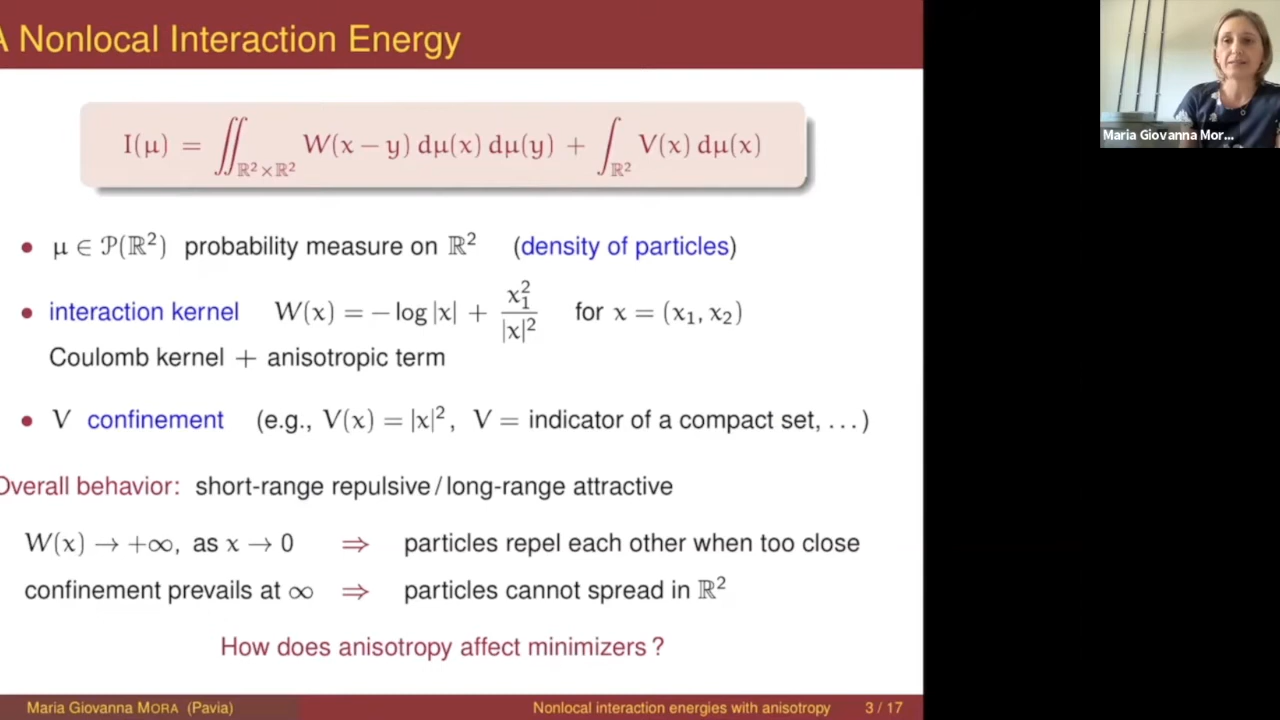 A Nonlocal Interaction Energy
I(μ) = ∬_{ℝ²×ℝ²} W(x − y) dμ(x) dμ(y) + ∫_{ℝ²} V(x) dμ(x)
• μ ∈ 𝒫(ℝ²) probability measure on ℝ² (density of particles)
• interaction kernel W(x) = − log |x| + x₁²/|x|² for x = (x₁, x₂)
Coulomb kernel + anisotropic term
• V confinement (e.g., V(x) = |x|², V = indicator of a compact set, ...)
Overall behavior: short-range repulsive / long-range attractive
W(x) → +∞, as x → 0 ⇒ particles repel each other when too close
confinement prevails at ∞ ⇒ particles cannot spread in ℝ²
How does anisotropy affect minimizers ?
Maria Giovanna MORA (Pavia) Nonlocal interaction energies with anisotropy 3 / 17
Maria Giovanna Mor...